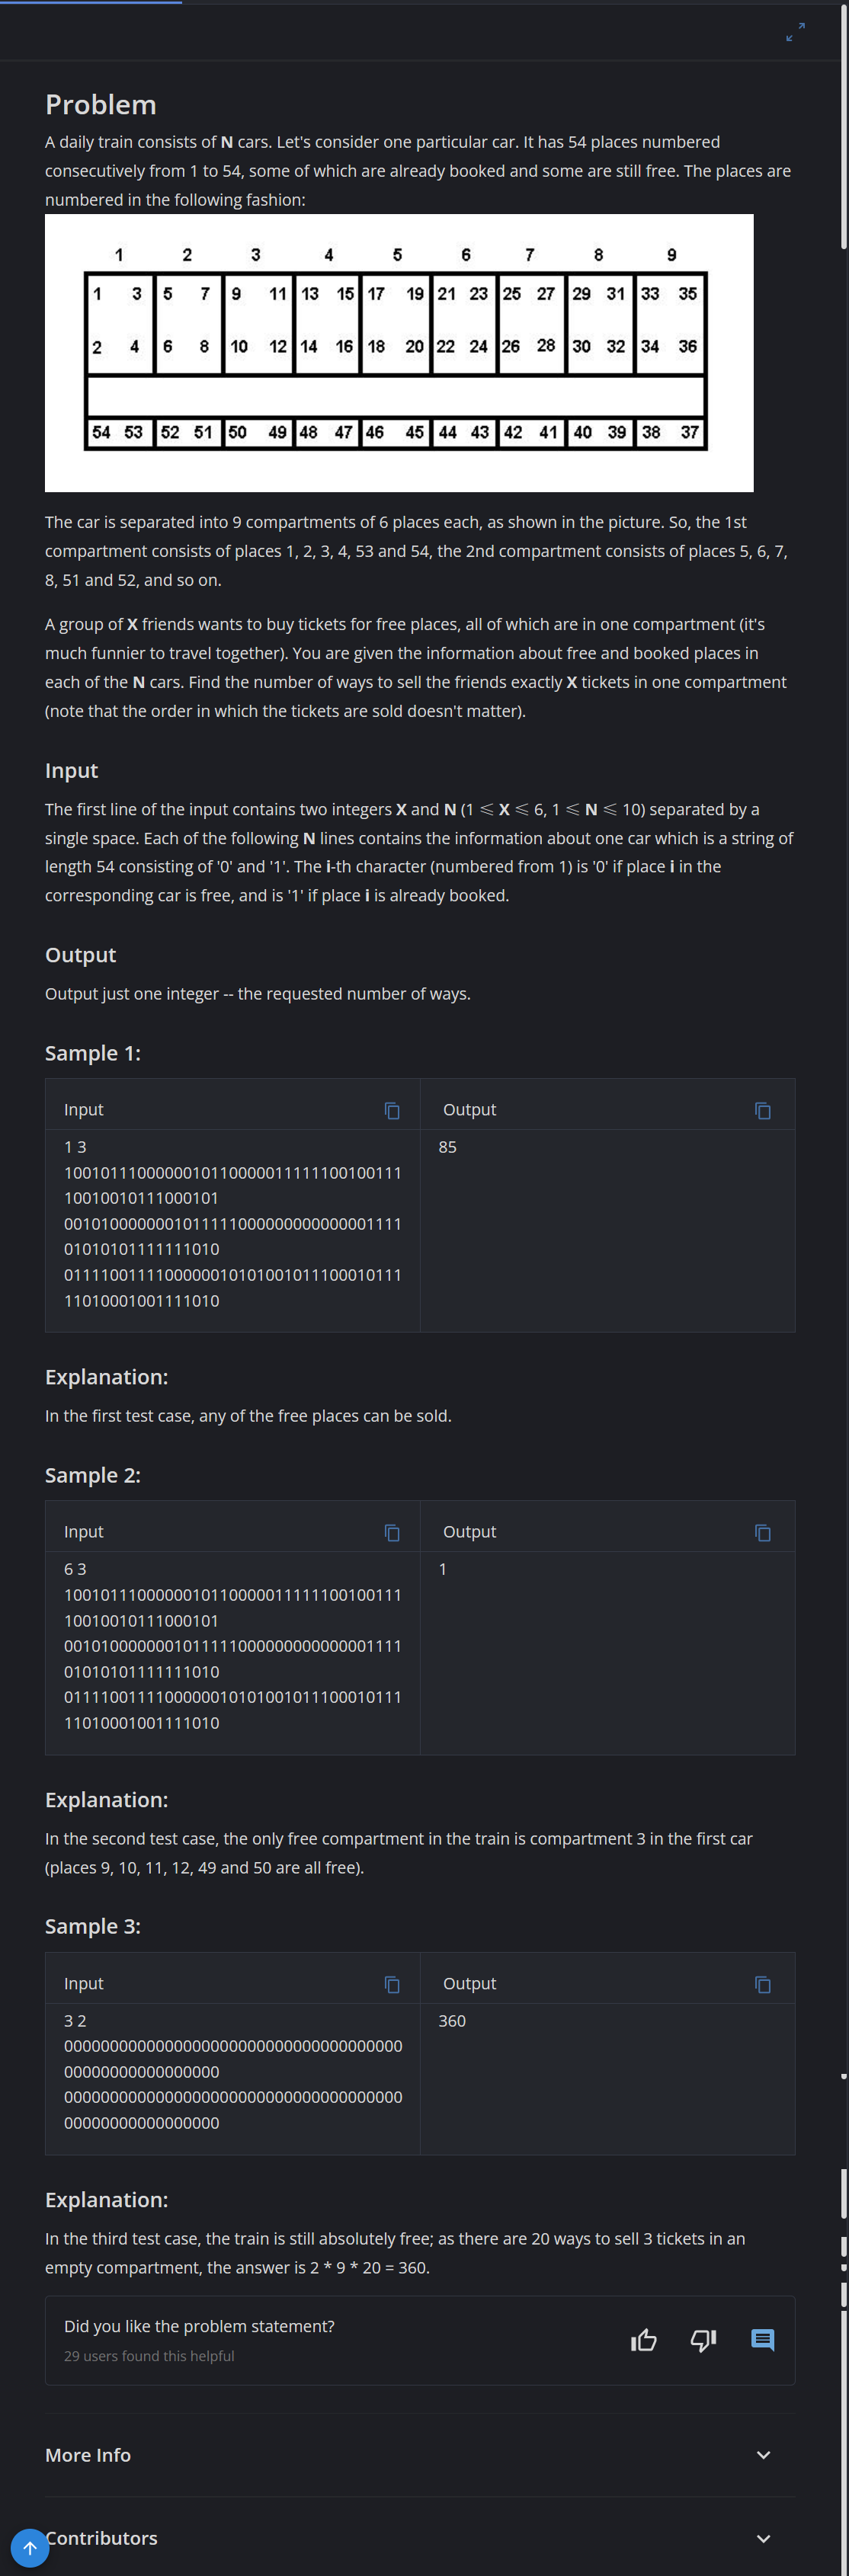 Problem
A daily train consists of N cars. Let's consider one particular car. It has 54 places numbered
consecutively from 1 to 54, some of which are already booked and some are still free. The places are
numbered in the following fashion:
1 2 3 4 5 6 7 8 9
1 3 5 7 9 11 13 15 17 19 21 23 25 27 29 31 33 35
2 4 6 8 10 12 14 16 18 20 22 24 26 28 30 32 34 36
54 53 52 51 50 49 48 47 46 45 44 43 42 41 40 39 38 37
The car is separated into 9 compartments of 6 places each, as shown in the picture. So, the 1st
compartment consists of places 1, 2, 3, 4, 53 and 54, the 2nd compartment consists of places 5, 6, 7,
8, 51 and 52, and so on.
A group of X friends wants to buy tickets for free places, all of which are in one compartment (it's
much funnier to travel together). You are given the information about free and booked places in
each of the N cars. Find the number of ways to sell the friends exactly X tickets in one compartment
(note that the order in which the tickets are sold doesn't matter).
Input
The first line of the input contains two integers X and N (1 ⩽ X ⩽ 6, 1 ⩽ N ⩽ 10) separated by a
single space. Each of the following N lines contains the information about one car which is a string of
length 54 consisting of '0' and '1'. The i-th character (numbered from 1) is '0' if place i in the
corresponding car is free, and is '1' if place i is already booked.
Output
Output just one integer -- the requested number of ways.
Sample 1:
Input Output
1 3 85
1001011100000010110000011111100100111
10010010111000101
0010100000001011111000000000000001111
01010101111111010
0111100111100000010101001011100010111
11010001001111010
Explanation:
In the first test case, any of the free places can be sold.
Sample 2:
Input Output
6 3 1
1001011100000010110000011111100100111
10010010111000101
0010100000001011111000000000000001111
01010101111111010
0111100111100000010101001011100010111
11010001001111010
Explanation:
In the second test case, the only free compartment in the train is compartment 3 in the first car
(places 9, 10, 11, 12, 49 and 50 are all free).
Sample 3:
Input Output
3 2 360
0000000000000000000000000000000000000
00000000000000000
0000000000000000000000000000000000000
00000000000000000
Explanation:
In the third test case, the train is still absolutely free; as there are 20 ways to sell 3 tickets in an
empty compartment, the answer is 2 * 9 * 20 = 360.
Did you like the problem statement?
29 users found this helpful
More Info
Contributors